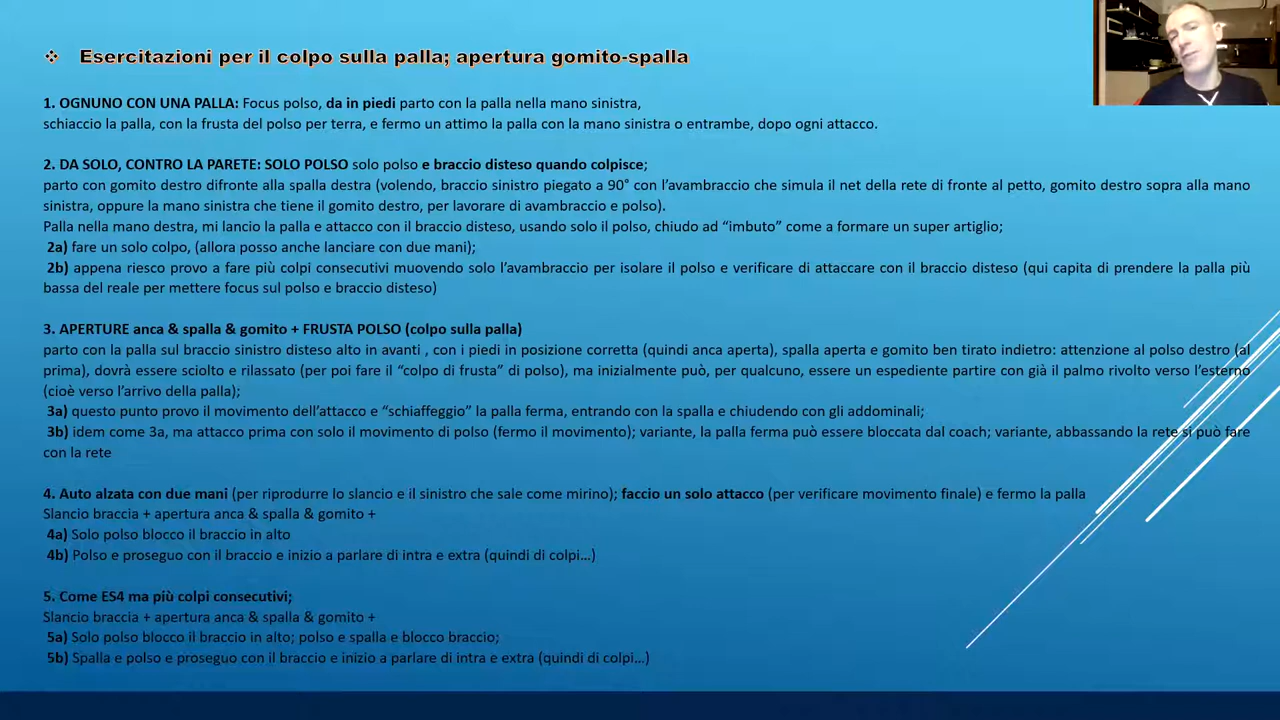 ❖ Esercitazioni per il colpo sulla palla; apertura gomito-spalla
1. OGNUNO CON UNA PALLA: Focus polso, da in piedi parto con la palla nella mano sinistra,
schiaccio la palla, con la frusta del polso per terra, e fermo un attimo la palla con la mano sinistra o entrambe, dopo ogni attacco.
2. DA SOLO, CONTRO LA PARETE: SOLO POLSO solo polso e braccio disteso quando colpisce;
parto con gomito destro difronte alla spalla destra (volendo, braccio sinistro piegato a 90° con l’avambraccio che simula il net della rete di fronte al petto, gomito destro sopra alla mano
sinistra, oppure la mano sinistra che tiene il gomito destro, per lavorare di avambraccio e polso).
Palla nella mano destra, mi lancio la palla e attacco con il braccio disteso, usando solo il polso, chiudo ad “imbuto” come a formare un super artiglio;
2a) fare un solo colpo, (allora posso anche lanciare con due mani);
2b) appena riesco provo a fare più colpi consecutivi muovendo solo l’avambraccio per isolare il polso e verificare di attaccare con il braccio disteso (qui capita di prendere la palla più
bassa del reale per mettere focus sul polso e braccio disteso)
3. APERTURE anca & spalla & gomito + FRUSTA POLSO (colpo sulla palla)
parto con la palla sul braccio sinistro disteso alto in avanti , con i piedi in posizione corretta (quindi anca aperta), spalla aperta e gomito ben tirato indietro: attenzione al polso destro (al
prima), dovrà essere sciolto e rilassato (per poi fare il “colpo di frusta” di polso), ma inizialmente può, per qualcuno, essere un espediente partire con già il palmo rivolto verso l’esterno
(cioè verso l’arrivo della palla);
3a) questo punto provo il movimento dell’attacco e “schiaffeggio” la palla ferma, entrando con la spalla e chiudendo con gli addominali;
3b) idem come 3a, ma attacco prima con solo il movimento di polso (fermo il movimento); variante, la palla ferma può essere bloccata dal coach; variante, abbassando la rete si può fare
con la rete
4. Auto alzata con due mani (per riprodurre lo slancio e il sinistro che sale come mirino); faccio un solo attacco (per verificare movimento finale) e fermo la palla
Slancio braccia + apertura anca & spalla & gomito +
4a) Solo polso blocco il braccio in alto
4b) Polso e proseguo con il braccio e inizio a parlare di intra e extra (quindi di colpi…)
5. Come ES4 ma più colpi consecutivi;
Slancio braccia + apertura anca & spalla & gomito +
5a) Solo polso blocco il braccio in alto; polso e spalla e blocco braccio;
5b) Spalla e polso e proseguo con il braccio e inizio a parlare di intra e extra (quindi di colpi…)